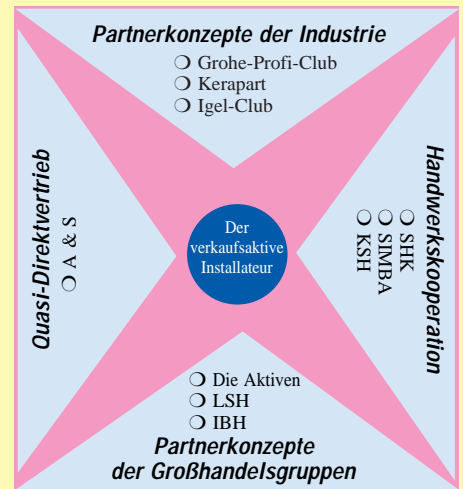 Partnerkonzepte der Industrie
❍ Grohe-Profi-Club
❍ Kerapart
❍ Igel-Club
Quasi-Direktvertrieb
❍ A & S
Der
verkaufsaktive
Installateur
Handwerkskooperation
❍ SHK
❍ SIMBA
❍ KSH
❍ Die Aktiven
❍ LSH
❍ IBH
Partnerkonzepte
der Großhandelsgruppen